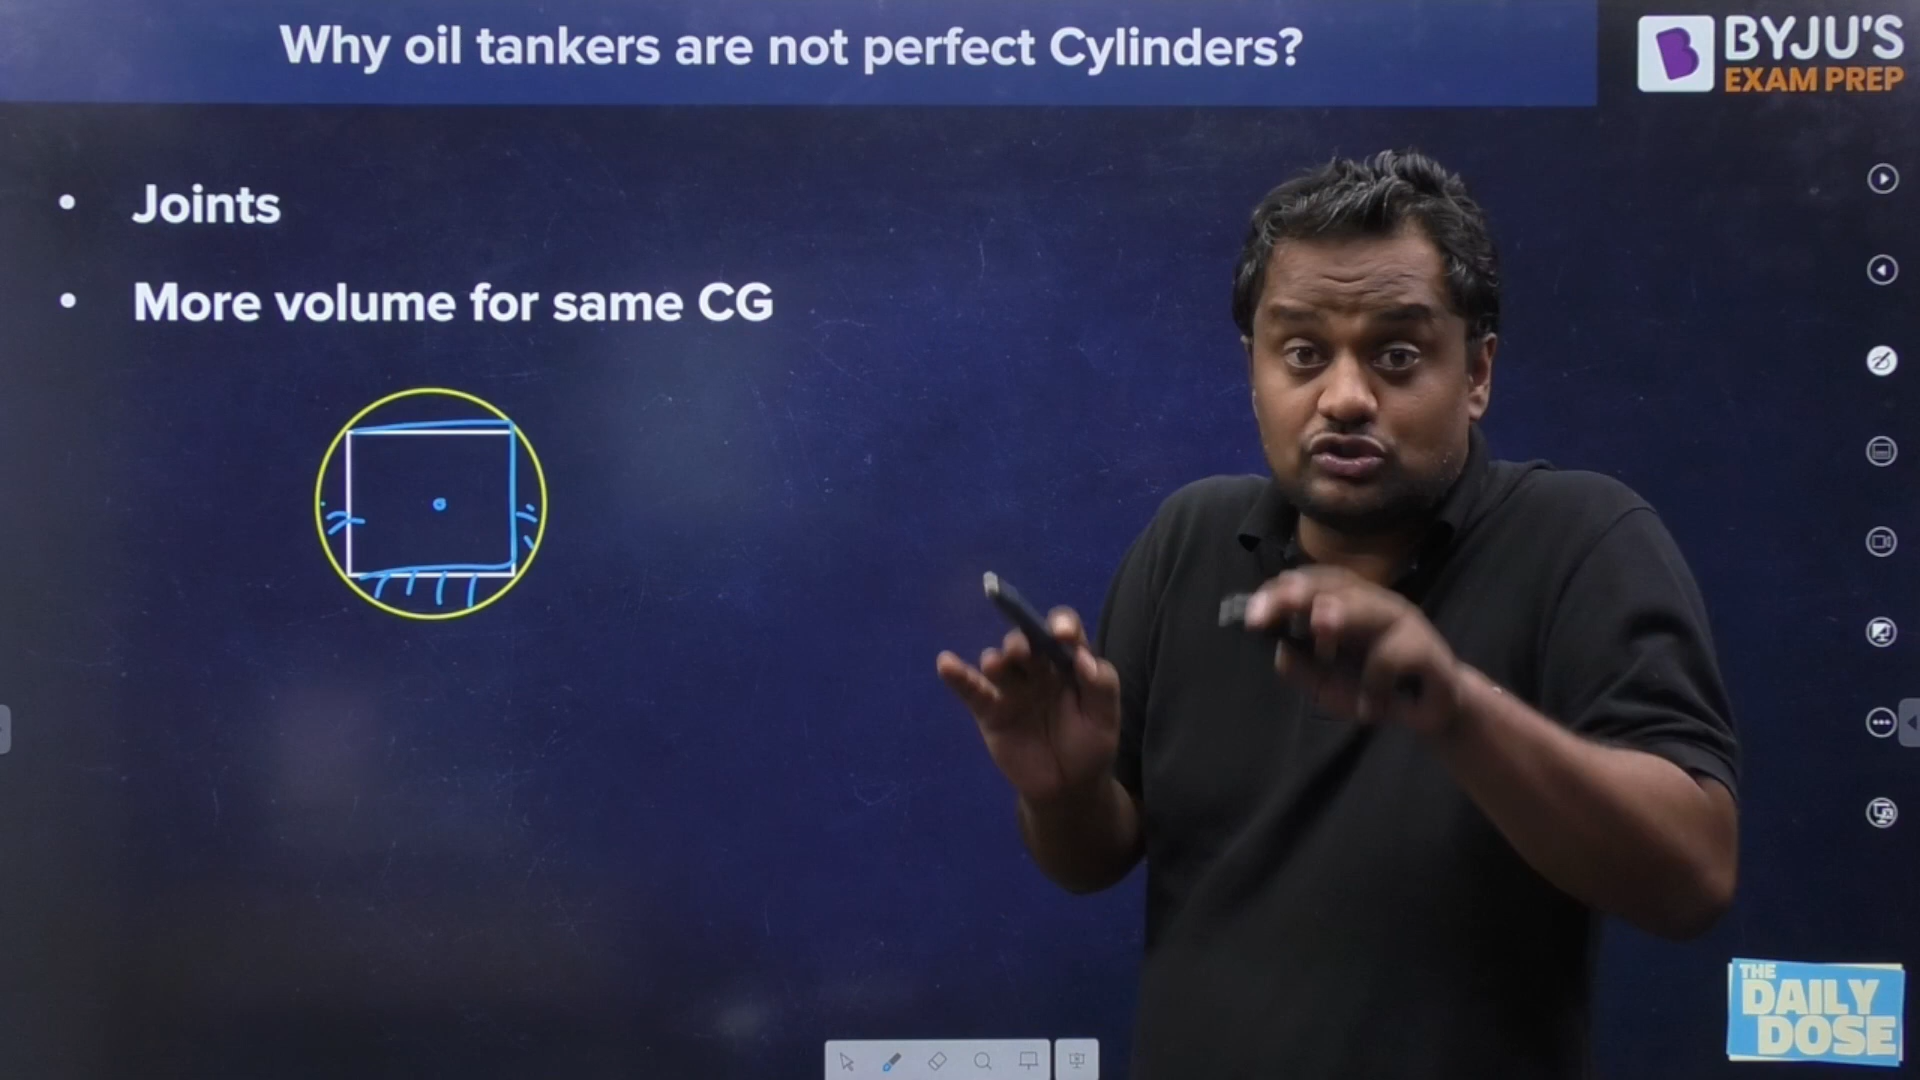 Why oil tankers are not perfect Cylinders?
BYJU'S
EXAM PREP
• Joints
• More volume for same CG
THE
DAILY
DOSE